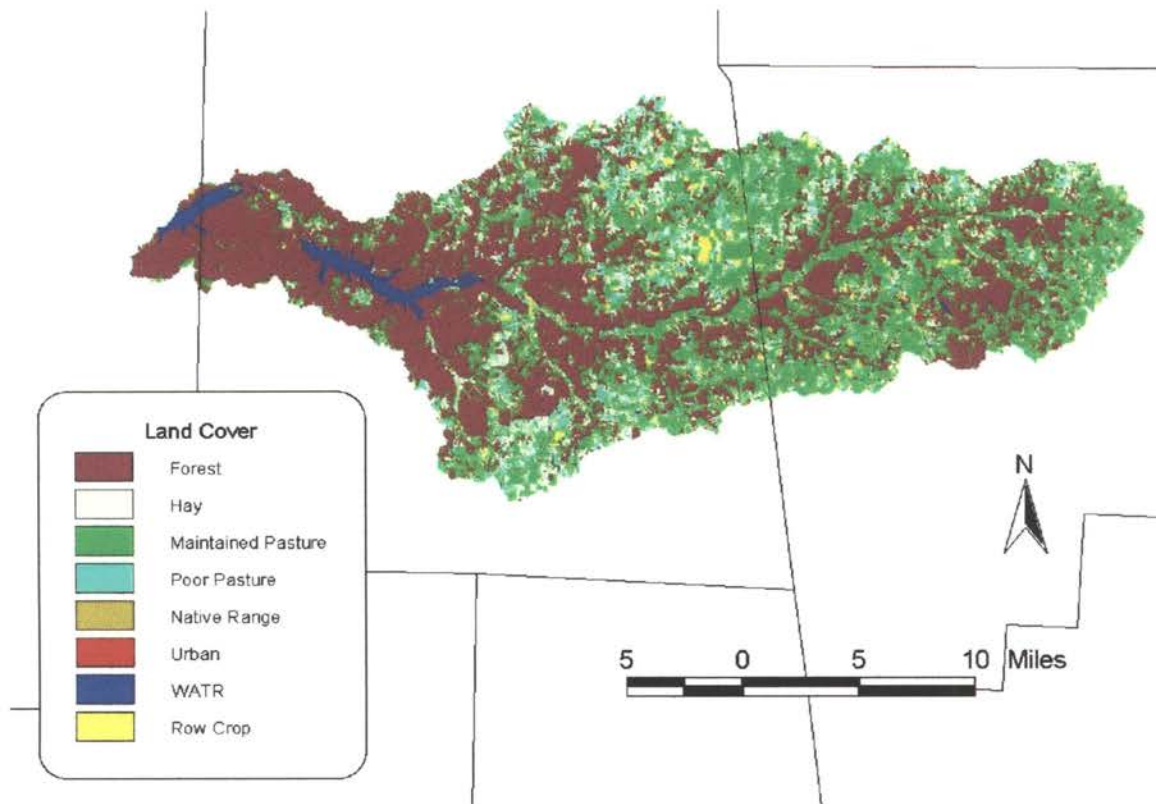 Land Cover
Forest
Hay
Maintained Pasture
Poor Pasture
Native Range
Urban
WATR
Row Crop
N
5 0 5 10 Miles